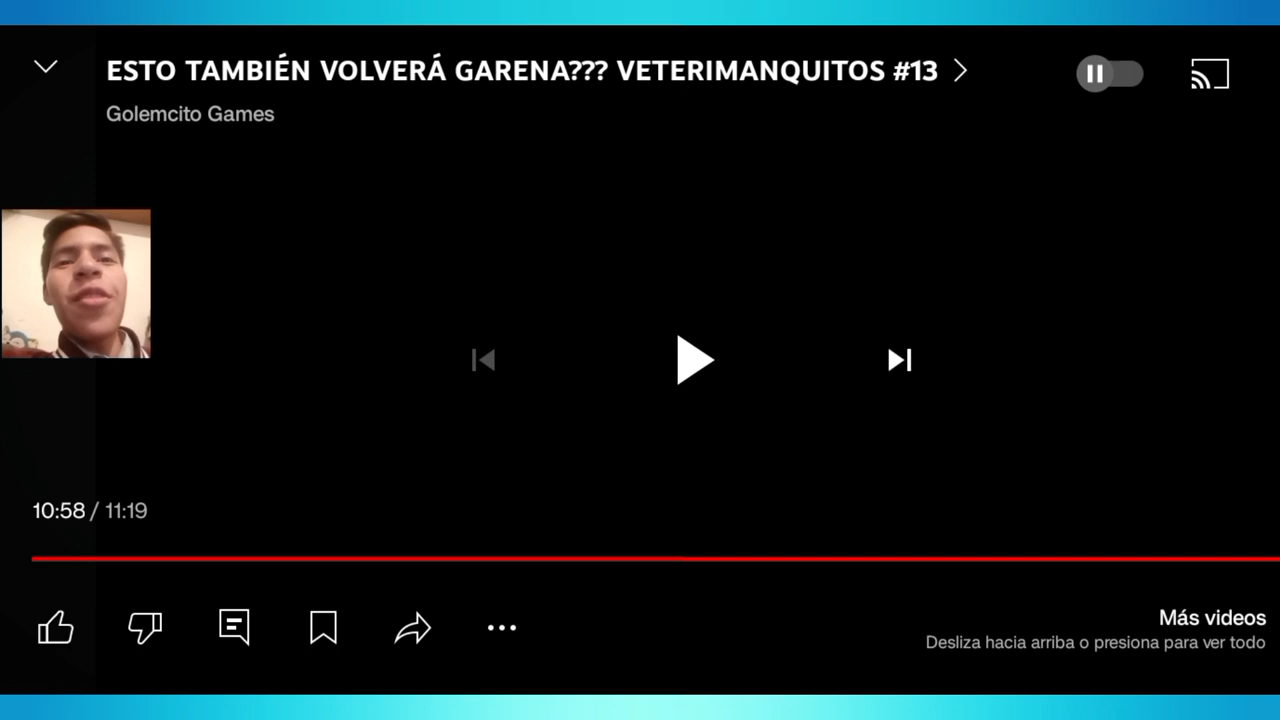 ESTO TAMBIÉN VOLVERÁ GARENA??? VETERIMANQUITOS #13
Golemcito Games
10:58 / 11:19
Más videos
Desliza hacia arriba o presiona para ver todo